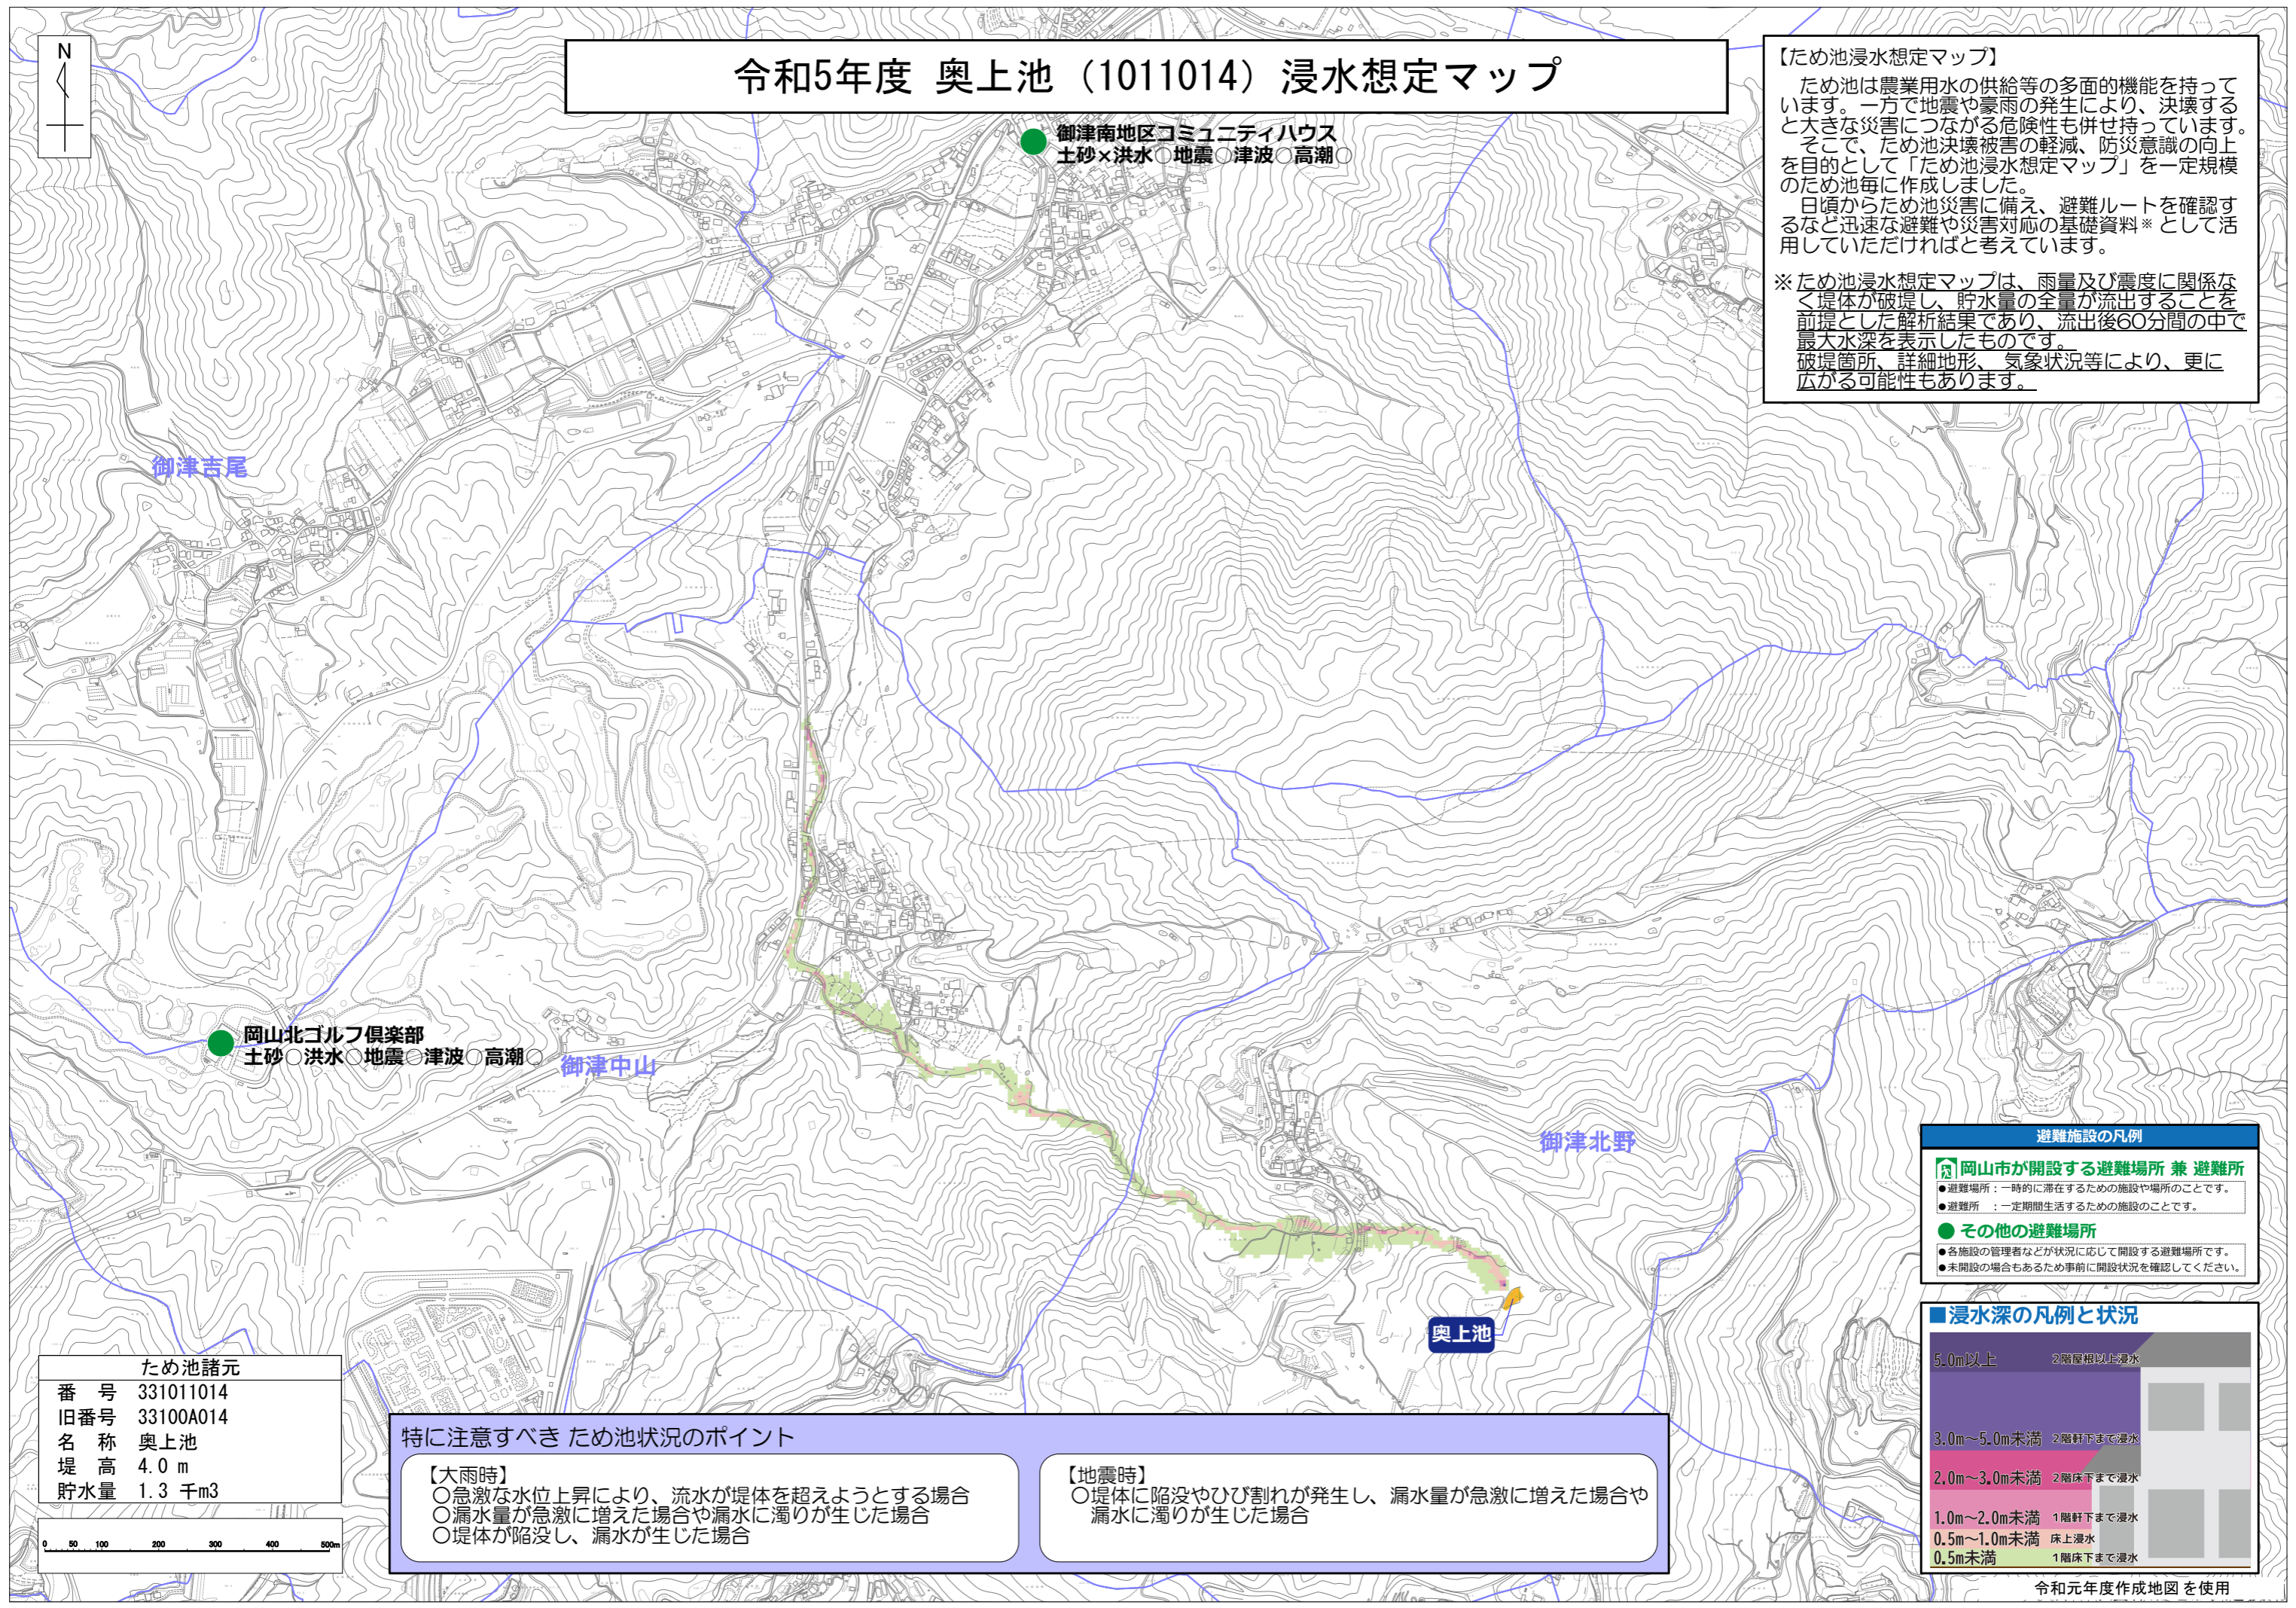 N
令和5年度 奥上池（1011014）浸水想定マップ
【ため池浸水想定マップ】
ため池は農業用水の供給等の多面的機能を持って
います。一方で地震や豪雨の発生により、決壊する
と大きな災害につながる危険性も併せ持っています。
そこで、ため池決壊被害の軽減、防災意識の向上
を目的として「ため池浸水想定マップ」を一定規模
のため池毎に作成しました。
日頃からため池災害に備え、避難ルートを確認す
るなど迅速な避難や災害対応の基礎資料※として活
用していただければと考えています。
※ため池浸水想定マップは、雨量及び震度に関係な
く堤体が破堤し、貯水量の全量が流出することを
前提とした解析結果であり、流出後60分間の中で
最大水深を表示したものです。
破堤箇所、詳細地形、気象状況等により、更に
広がる可能性もあります。
御津南地区コミュニティハウス
土砂×洪水○地震○津波○高潮○
御津吉尾
岡山北ゴルフ倶楽部
土砂○洪水○地震○津波○高潮○
御津中山
御津北野
奥上池
避難施設の凡例
岡山市が開設する避難場所 兼 避難所
●避難場所：一時的に滞在するための施設や場所のことです。
●避難所　：一定期間生活するための施設のことです。
● その他の避難場所
●各施設の管理者などが状況に応じて開設する避難場所です。
●未開設の場合もあるため事前に開設状況を確認してください。
■浸水深の凡例と状況
5.0m以上 2階屋根以上浸水
3.0m～5.0m未満 2階軒下まで浸水
2.0m～3.0m未満 2階床下まで浸水
1.0m～2.0m未満 1階軒下まで浸水
0.5m～1.0m未満 床上浸水
0.5m未満 1階床下まで浸水
ため池諸元
番　号 331011014
旧番号 33100A014
名　称 奥上池
堤　高 4.0 m
貯水量 1.3 千m3
0 50 100 200 300 400 500m
特に注意すべき ため池状況のポイント
【大雨時】
○急激な水位上昇により、流水が堤体を超えようとする場合
○漏水量が急激に増えた場合や漏水に濁りが生じた場合
○堤体が陥没し、漏水が生じた場合
【地震時】
○堤体に陥没やひび割れが発生し、漏水量が急激に増えた場合や
漏水に濁りが生じた場合
令和元年度作成地図を使用